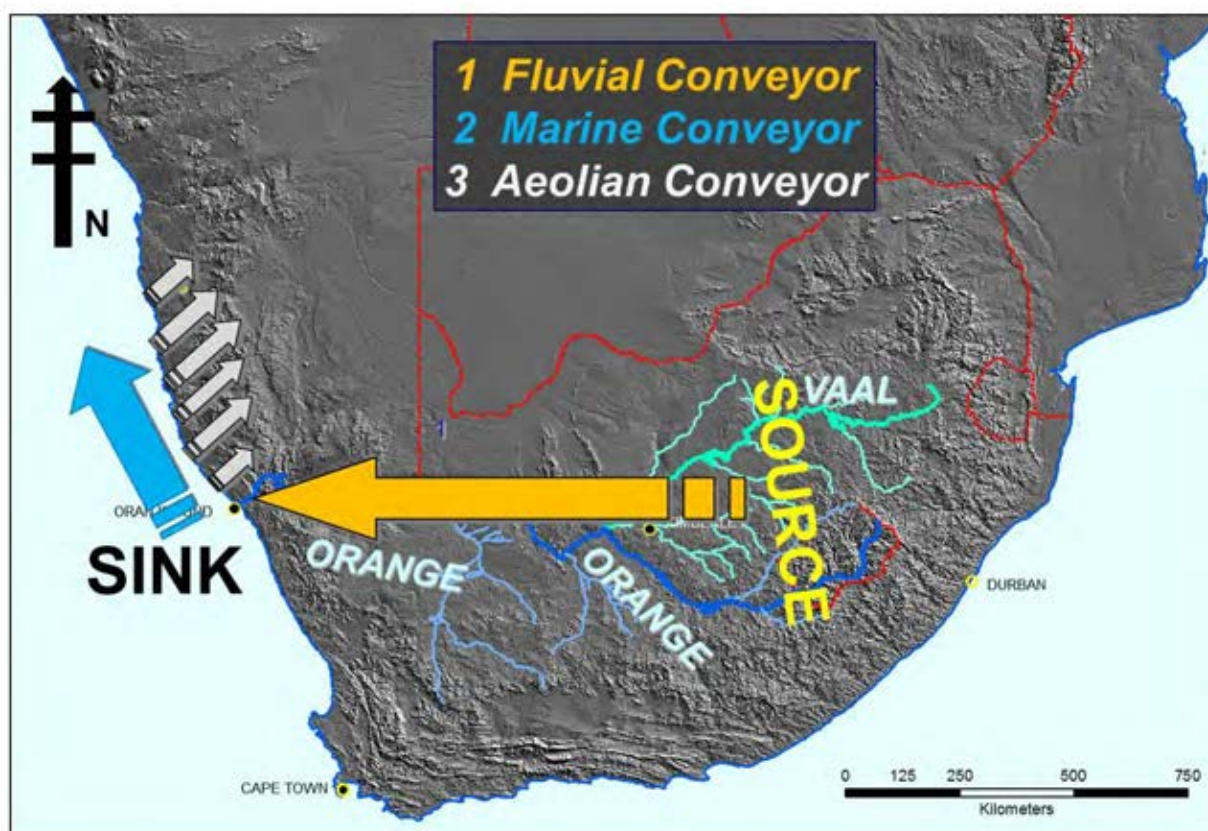 1 Fluvial Conveyor
2 Marine Conveyor
3 Aeolian Conveyor
N
VAAL
SOURCE
SINK
ORANGE
ORANGE
DURBAN
CAPE TOWN
0 125 250 500 750
Kilometers